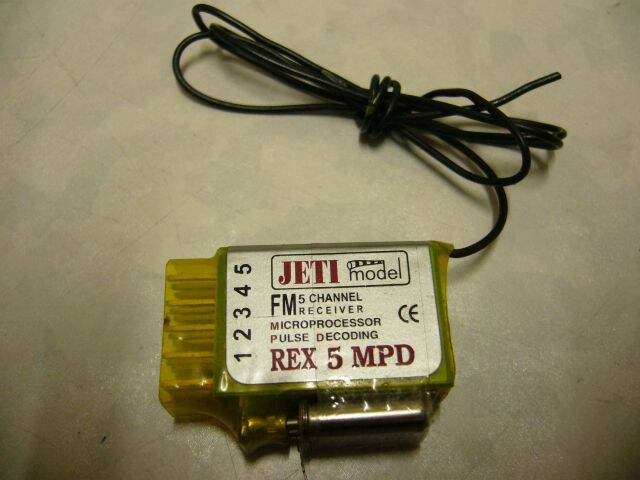 JETI model
FM 5 CHANNEL
RECEIVER
MICROPROCESSOR
PULSE DECODING
REX 5 MPD
CE
1 2 3 4 5